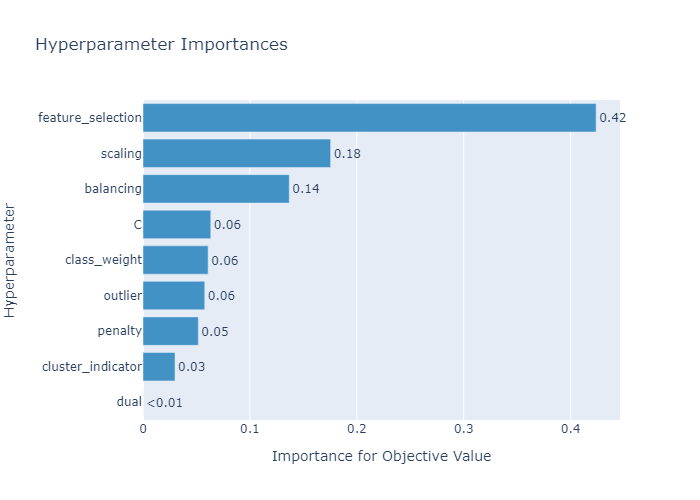 Hyperparameter Importances
Hyperparameter
feature_selection 0.42
scaling 0.18
balancing 0.14
C 0.06
class_weight 0.06
outlier 0.06
penalty 0.05
cluster_indicator 0.03
dual <0.01
0 0.1 0.2 0.3 0.4
Importance for Objective Value